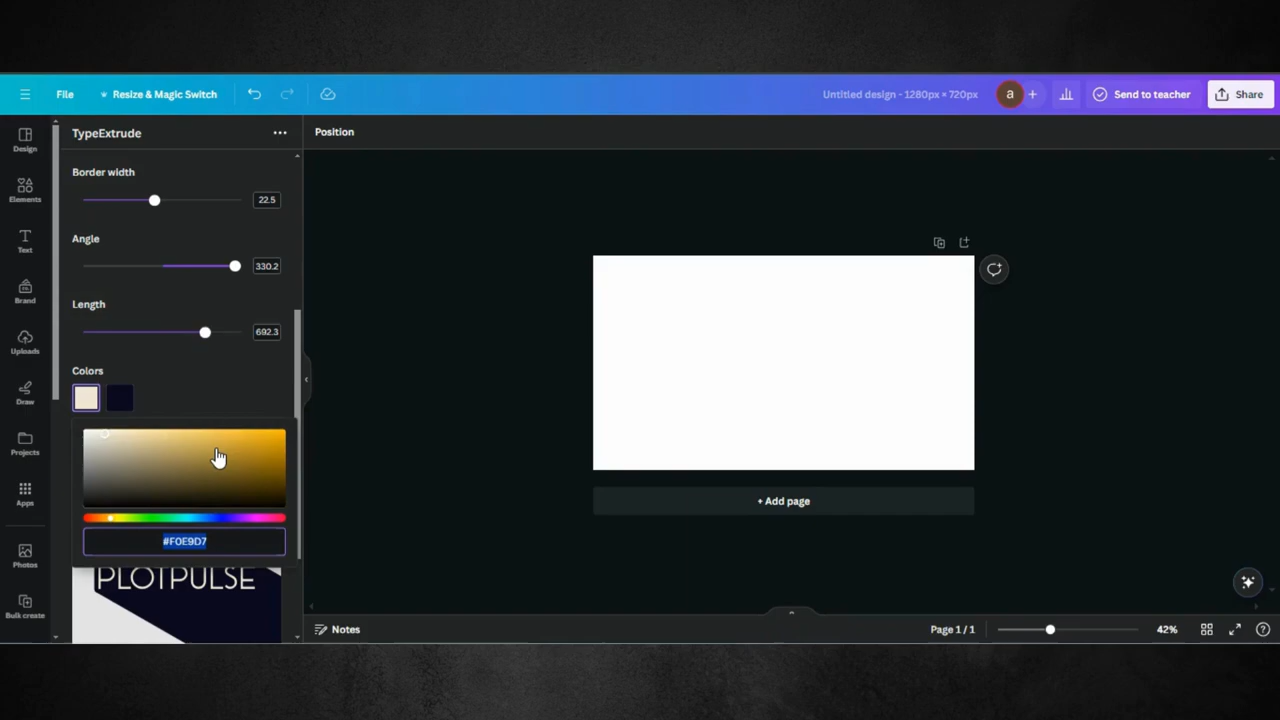 File
Resize & Magic Switch
Untitled design - 1280px × 720px
a
+
Send to teacher
Share
Design
Elements
Text
Brand
Uploads
Draw
Projects
Apps
Photos
Bulk create
TypeExtrude
Position
Border width
22.5
Angle
330.2
Length
692.3
Colors
#F0E9D7
PLOTPULSE
+ Add page
Notes
Page 1 / 1
42%